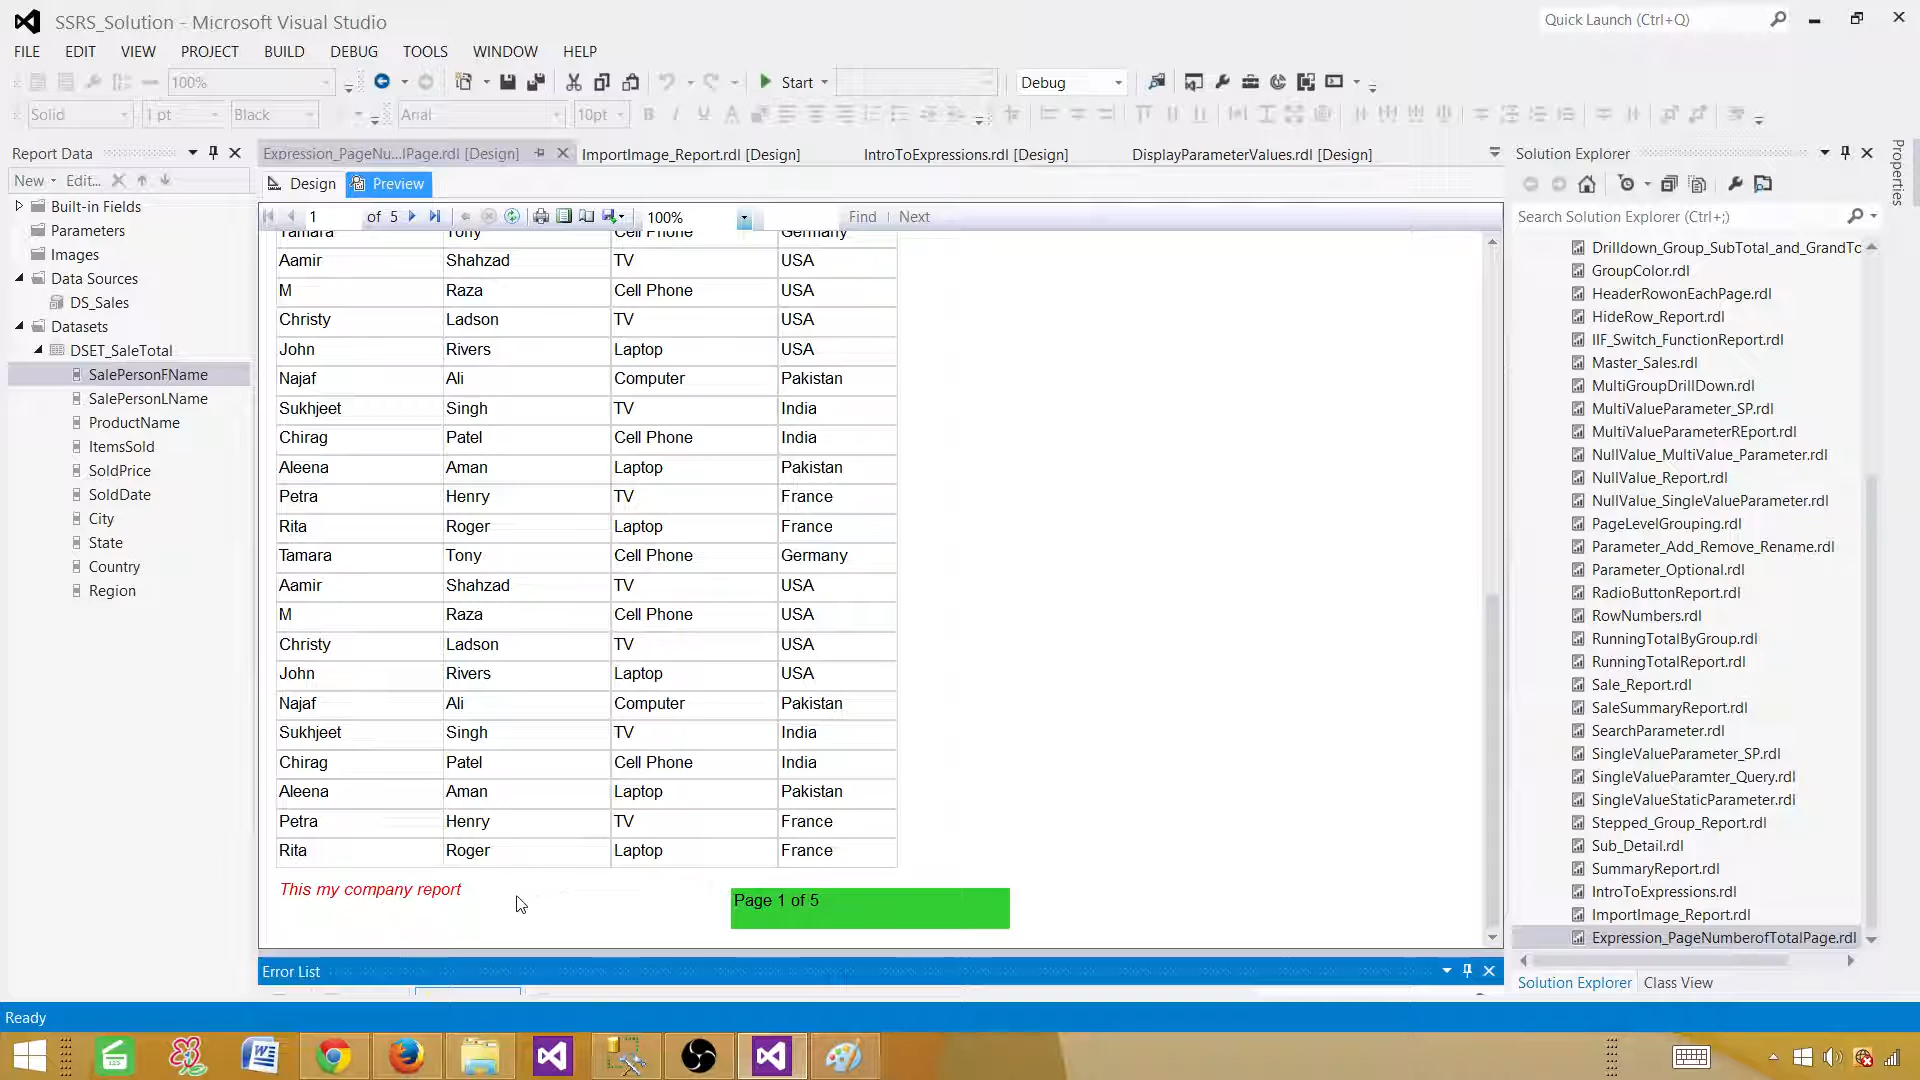 SSRS_Solution - Microsoft Visual Studio
Quick Launch (Ctrl+Q)
FILE EDIT VIEW PROJECT BUILD DEBUG TOOLS WINDOW HELP
100% Start Debug
Solid 1 pt Black Arial 10pt
Report Data
Expression_PageNu...lPage.rdl [Design] ImportImage_Report.rdl [Design] IntroToExpressions.rdl [Design] DisplayParameterValues.rdl [Design]
Solution Explorer
Properties
New Edit...
Design Preview
1 of 5 100% Find Next
Search Solution Explorer (Ctrl+;)
Built-in Fields
Parameters
Images
Data Sources
DS_Sales
Datasets
DSET_SaleTotal
SalePersonFName
SalePersonLName
ProductName
ItemsSold
SoldPrice
SoldDate
City
State
Country
Region
Tamara Tony Cell Phone Germany
Aamir Shahzad TV USA
M Raza Cell Phone USA
Christy Ladson TV USA
John Rivers Laptop USA
Najaf Ali Computer Pakistan
Sukhjeet Singh TV India
Chirag Patel Cell Phone India
Aleena Aman Laptop Pakistan
Petra Henry TV France
Rita Roger Laptop France
Tamara Tony Cell Phone Germany
Aamir Shahzad TV USA
M Raza Cell Phone USA
Christy Ladson TV USA
John Rivers Laptop USA
Najaf Ali Computer Pakistan
Sukhjeet Singh TV India
Chirag Patel Cell Phone India
Aleena Aman Laptop Pakistan
Petra Henry TV France
Rita Roger Laptop France
This my company report
Page 1 of 5
Drilldown_Group_SubTotal_and_GrandTo
GroupColor.rdl
HeaderRowonEachPage.rdl
HideRow_Report.rdl
IIF_Switch_FunctionReport.rdl
Master_Sales.rdl
MultiGroupDrillDown.rdl
MultiValueParameter_SP.rdl
MultiValueParameterREport.rdl
NullValue_MultiValue_Parameter.rdl
NullValue_Report.rdl
NullValue_SingleValueParameter.rdl
PageLevelGrouping.rdl
Parameter_Add_Remove_Rename.rdl
Parameter_Optional.rdl
RadioButtonReport.rdl
RowNumbers.rdl
RunningTotalByGroup.rdl
RunningTotalReport.rdl
Sale_Report.rdl
SaleSummaryReport.rdl
SearchParameter.rdl
SingleValueParameter_SP.rdl
SingleValueParamter_Query.rdl
SingleValueStaticParameter.rdl
Stepped_Group_Report.rdl
Sub_Detail.rdl
SummaryReport.rdl
IntroToExpressions.rdl
ImportImage_Report.rdl
Expression_PageNumberofTotalPage.rdl
Error List
Solution Explorer Class View
Ready